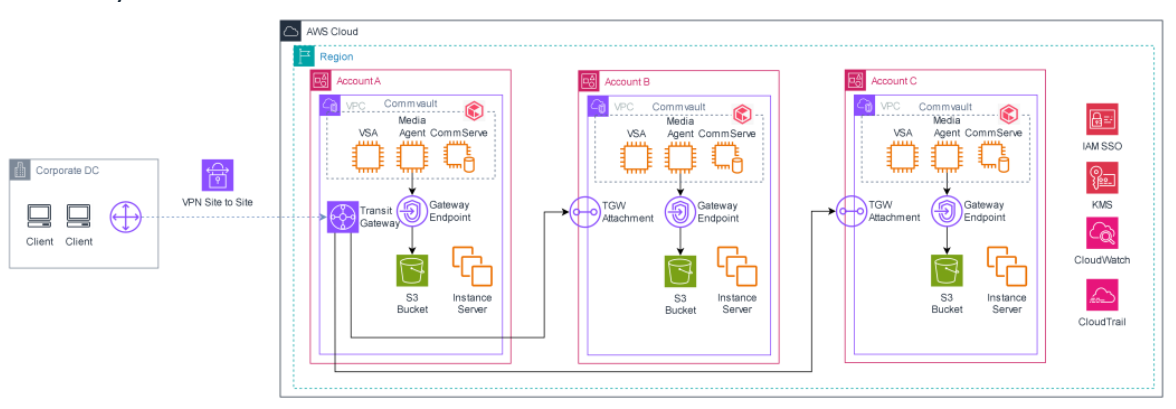 AWS Cloud
Region
Account A
VPC
Commvault
VSA
Media
Agent
CommServe
Transit
Gateway
Gateway
Endpoint
S3
Bucket
Instance
Server
Account B
VPC
Commvault
VSA
Media
Agent
CommServe
TGW
Attachment
Gateway
Endpoint
S3
Bucket
Instance
Server
Account C
VPC
Commvault
VSA
Media
Agent
CommServe
TGW
Attachment
Gateway
Endpoint
S3
Bucket
Instance
Server
Corporate DC
Client
Client
VPN Site to Site
IAM SSO
KMS
CloudWatch
CloudTrail